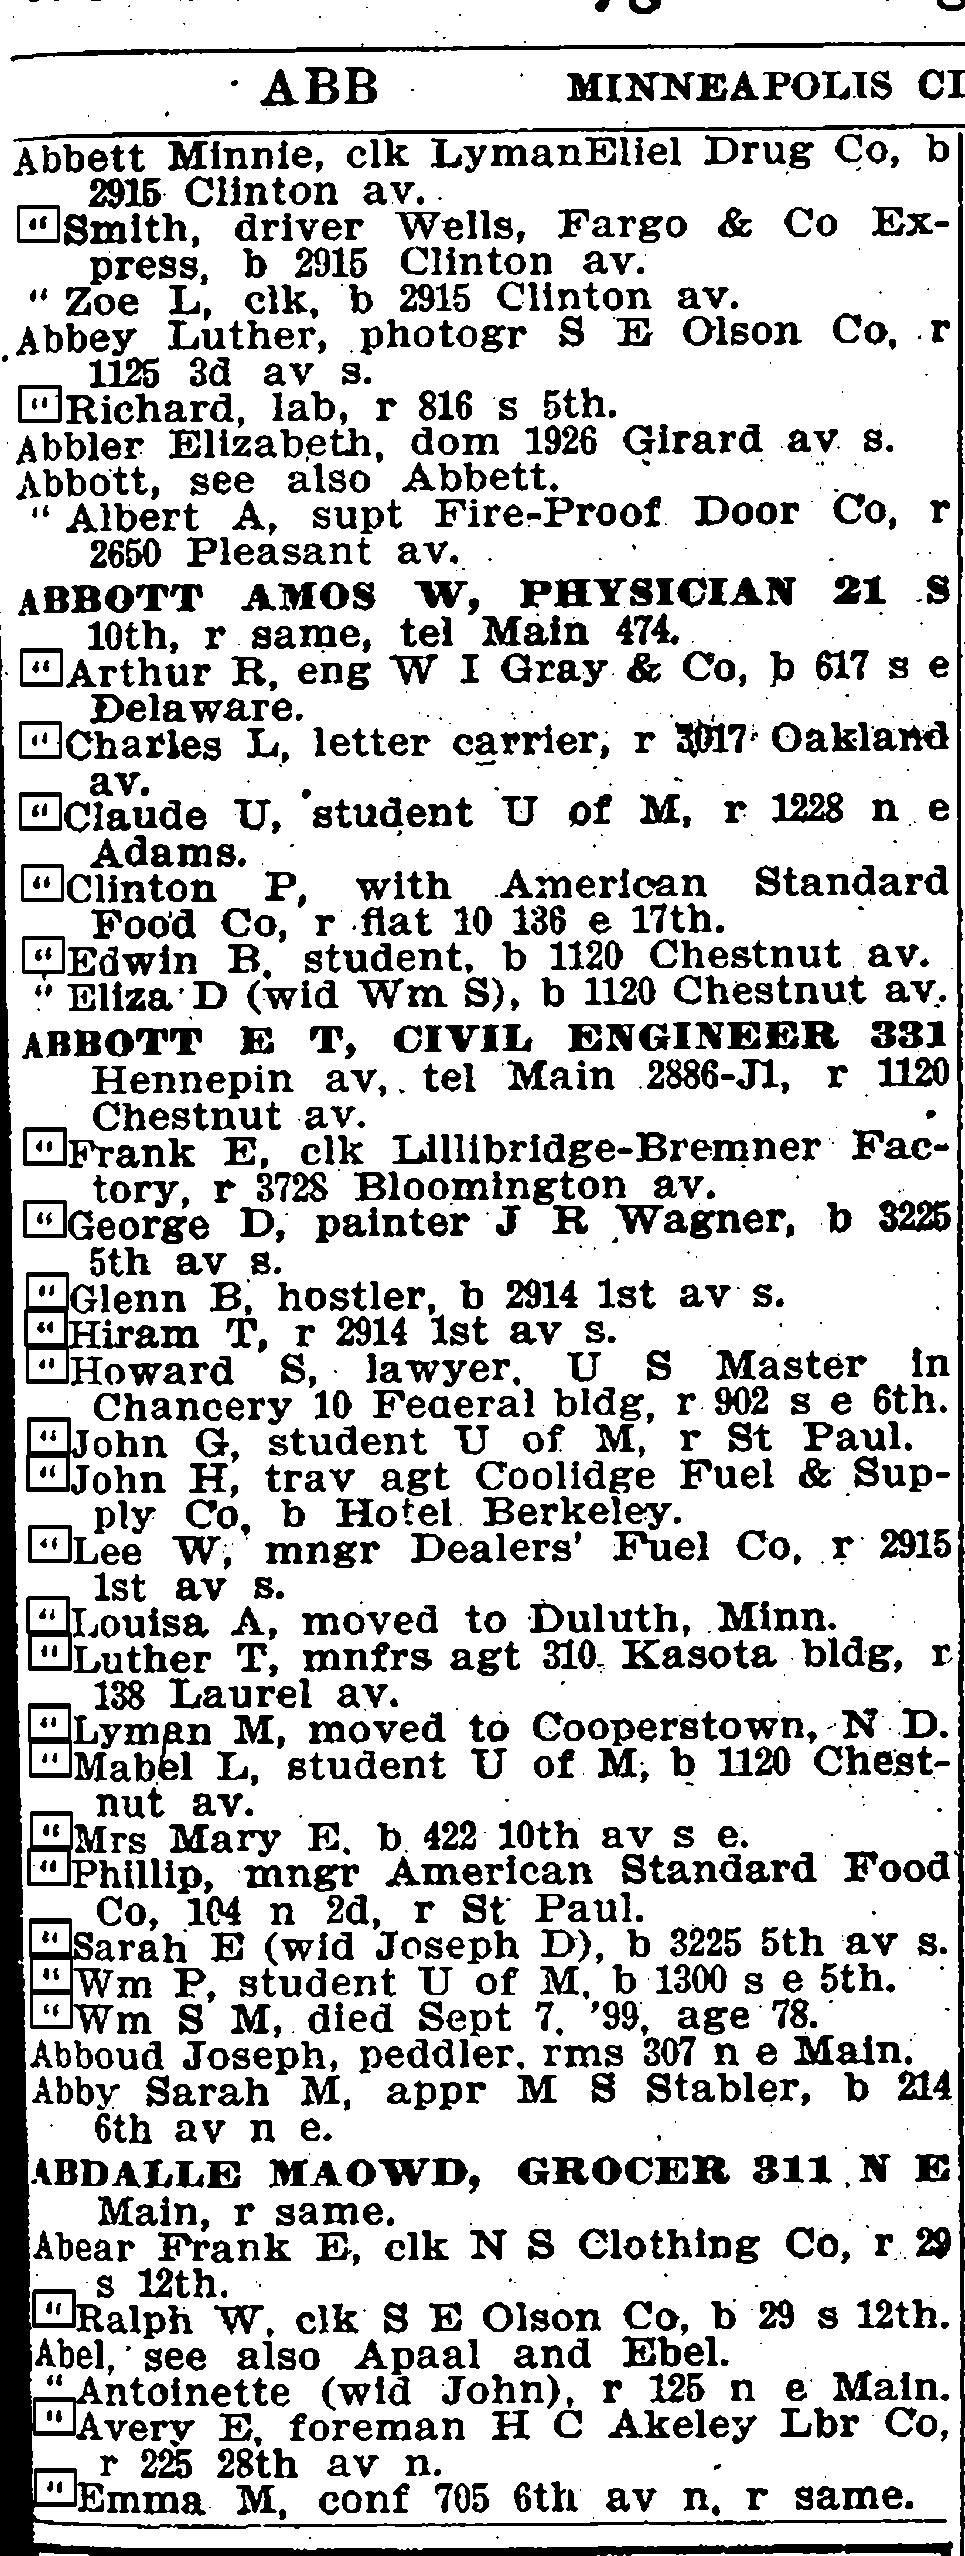 ABB MINNEAPOLIS CI
Abbett Minnie, clk LymanEliel Drug Co, b
2915 Clinton av.
" Smith, driver Wells, Fargo & Co Ex-
press, b 2915 Clinton av.
" Zoe L, clk, b 2915 Clinton av.
Abbey Luther, photogr S E Olson Co, r
1125 3d av s.
" Richard, lab, r 816 s 5th.
Abbler Elizabeth, dom 1926 Girard av s.
Abbott, see also Abbett.
" Albert A, supt Fire-Proof Door Co, r
2650 Pleasant av.
ABBOTT AMOS W, PHYSICIAN 21 S
10th, r same, tel Main 474.
" Arthur R, eng W I Gray & Co, b 617 s e
Delaware.
" Charles L, letter carrier, r 3017 Oakland
av.
" Claude U, student U of M, r 1228 n e
Adams.
" Clinton P, with American Standard
Food Co, r flat 10 136 e 17th.
" Edwin B, student, b 1120 Chestnut av.
" Eliza D (wid Wm S), b 1120 Chestnut av.
ABBOTT E T, CIVIL ENGINEER 331
Hennepin av, tel Main 2886-J1, r 1120
Chestnut av.
" Frank E, clk Lillibridge-Bremner Fac-
tory, r 3728 Bloomington av.
" George D, painter J R Wagner, b 3225
5th av s.
" Glenn B, hostler, b 2914 1st av s.
" Hiram T, r 2914 1st av s.
" Howard S, lawyer, U S Master in
Chancery 10 Federal bldg, r 902 s e 6th.
" John G, student U of M, r St Paul.
" John H, trav agt Coolidge Fuel & Sup-
ply Co, b Hotel Berkeley.
" Lee W, mngr Dealers' Fuel Co, r 2915
1st av s.
" Louisa A, moved to Duluth, Minn.
" Luther T, mnfrs agt 310 Kasota bldg, r
138 Laurel av.
" Lyman M, moved to Cooperstown, N D.
" Mabel L, student U of M, b 1120 Chest-
nut av.
" Mrs Mary E, b 422 10th av s e.
" Phillip, mngr American Standard Food
Co, 104 n 2d, r St Paul.
" Sarah E (wid Joseph D), b 3225 5th av s.
" Wm P, student U of M, b 1300 s e 5th.
" Wm S M, died Sept 7, '99, age 78.
Abboud Joseph, peddler, rms 307 n e Main.
Abby Sarah M, appr M S Stabler, b 214
6th av n e.
ABDALLE MAOWD, GROCER 311 N E
Main, r same.
Abear Frank E, clk N S Clothing Co, r 29
s 12th.
" Ralph W, clk S E Olson Co, b 29 s 12th.
Abel, see also Apaal and Ebel.
" Antoinette (wid John), r 125 n e Main.
" Avery E, foreman H C Akeley Lbr Co,
r 225 28th av n.
" Emma M, conf 705 6th av n, r same.